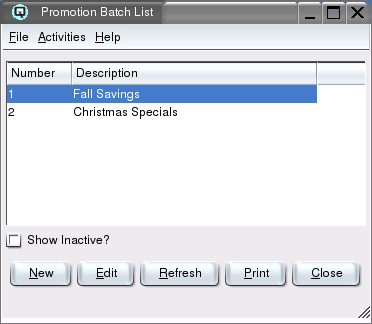 Promotion Batch List
File Activities Help
Number Description
1 Fall Savings
2 Christmas Specials
Show Inactive?
New Edit Refresh Print Close